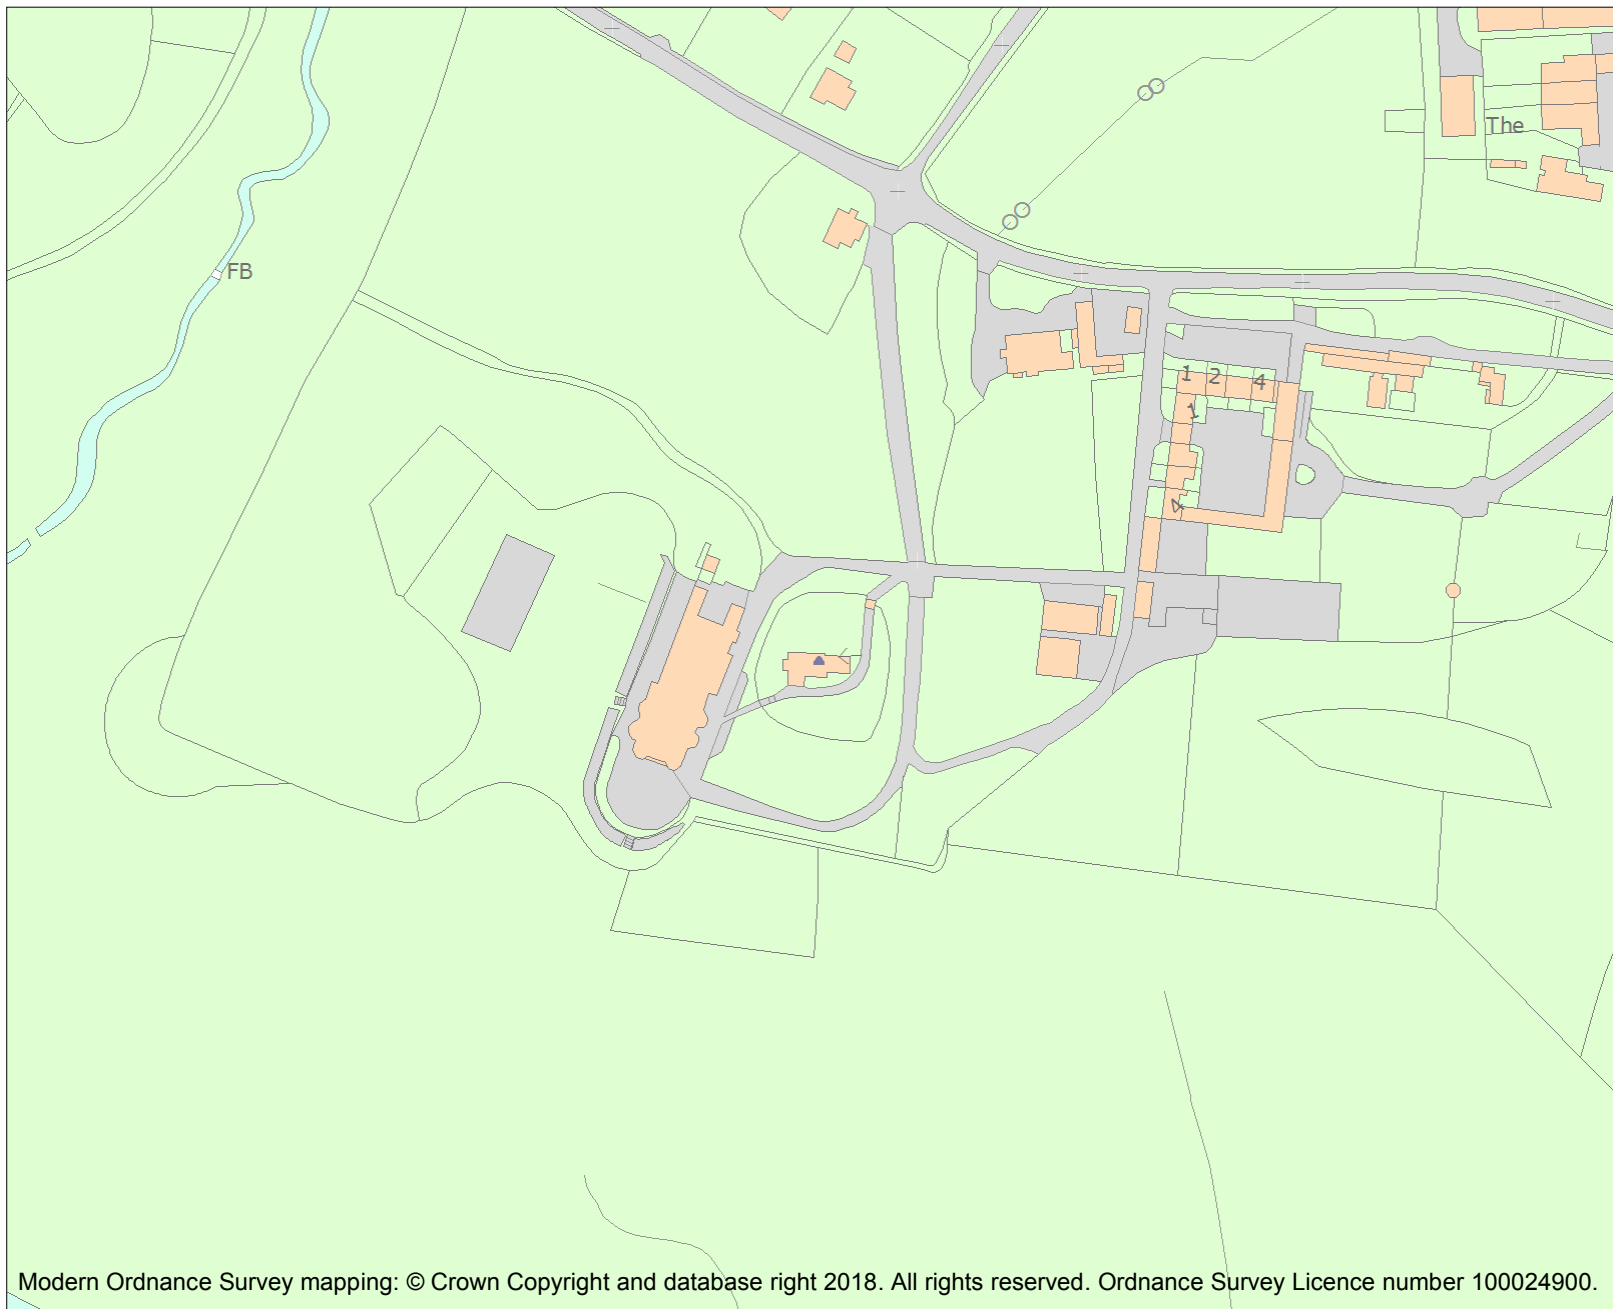 The
FB
1 2 4
1
4
Modern Ordnance Survey mapping: © Crown Copyright and database right 2018. All rights reserved. Ordnance Survey Licence number 100024900.